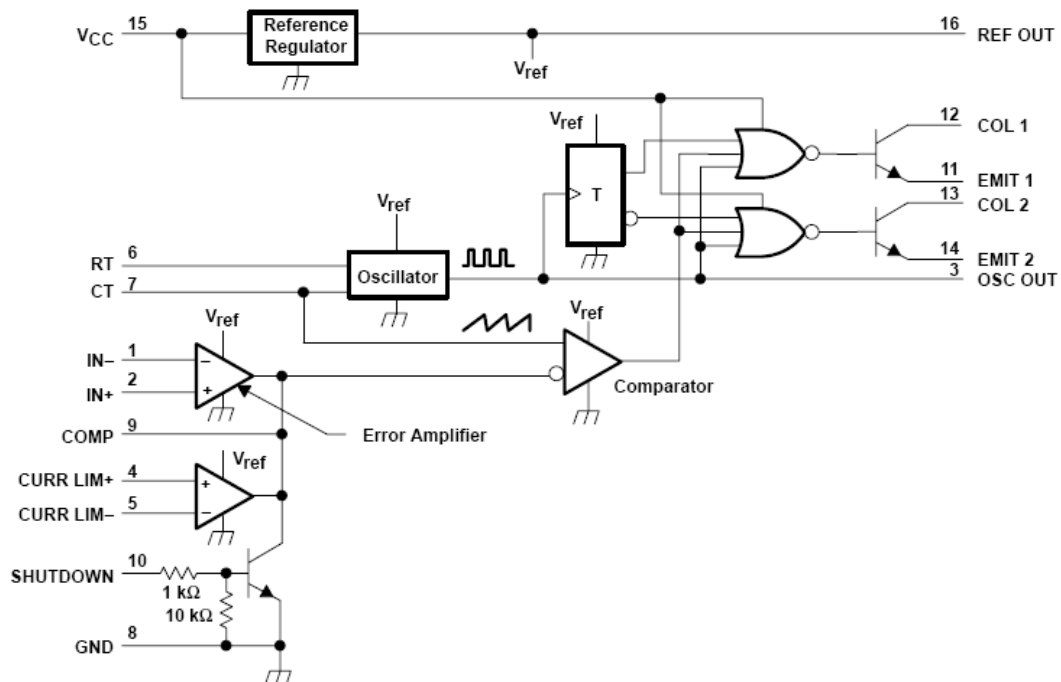 VCC 15 Reference Regulator 16 REF OUT
Vref
Vref
12 COL 1
11 EMIT 1
T
13 COL 2
14 EMIT 2
Vref
RT 6
Oscillator
3 OSC OUT
CT 7
Vref
Vref
IN– 1
–
Comparator
IN+ 2
+
COMP 9
Error Amplifier
Vref
CURR LIM+ 4
+
CURR LIM– 5
–
SHUTDOWN 10
1 kΩ
10 kΩ
GND 8